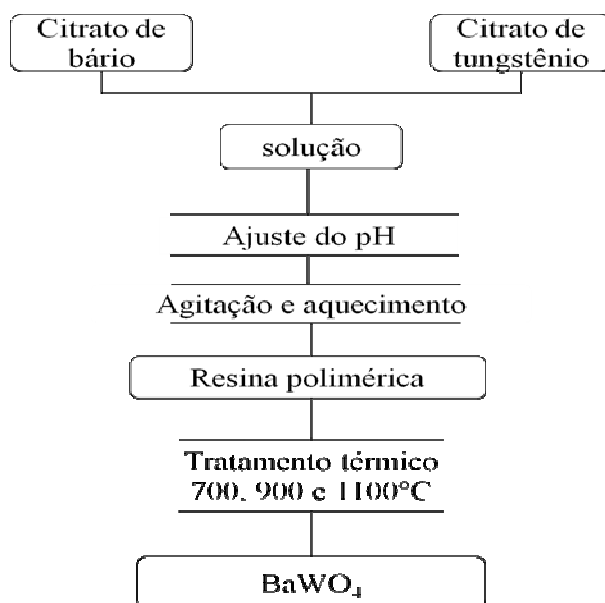 Citrato de
bário
Citrato de
tungstênio
solução
Ajuste do pH
Agitação e aquecimento
Resina polimérica
Tratamento térmico
700, 900 e 1100°C
BaWO₄